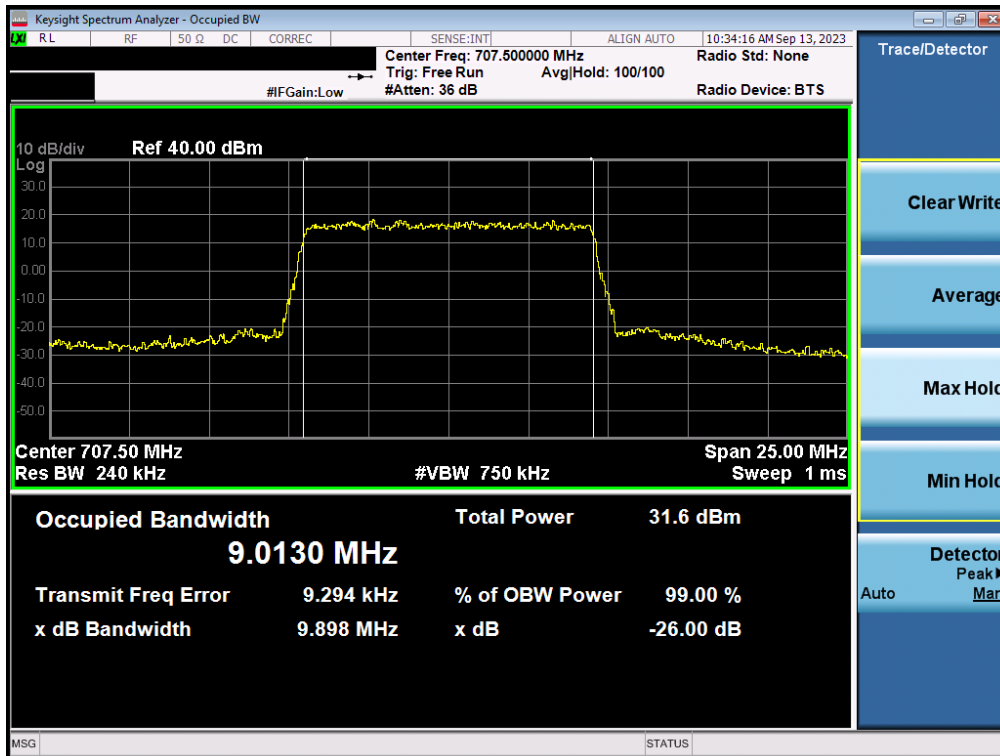 Keysight Spectrum Analyzer - Occupied BW
LXI RL RF 50 Ω DC CORREC SENSE:INT ALIGN AUTO 10:34:16 AM Sep 13, 2023
Center Freq: 707.500000 MHz Radio Std: None
Trig: Free Run Avg|Hold: 100/100
#IFGain:Low #Atten: 36 dB Radio Device: BTS
Trace/Detector
10 dB/div Ref 40.00 dBm
Log
30.0
20.0
10.0
0.00
-10.0
-20.0
-30.0
-40.0
-50.0
Center 707.50 MHz Span 25.00 MHz
Res BW 240 kHz #VBW 750 kHz Sweep 1 ms
Occupied Bandwidth Total Power 31.6 dBm
9.0130 MHz
Transmit Freq Error 9.294 kHz % of OBW Power 99.00 %
x dB Bandwidth 9.898 MHz x dB -26.00 dB
Clear Write
Average
Max Hold
Min Hold
Detector
Peak
Auto Man
MSG STATUS